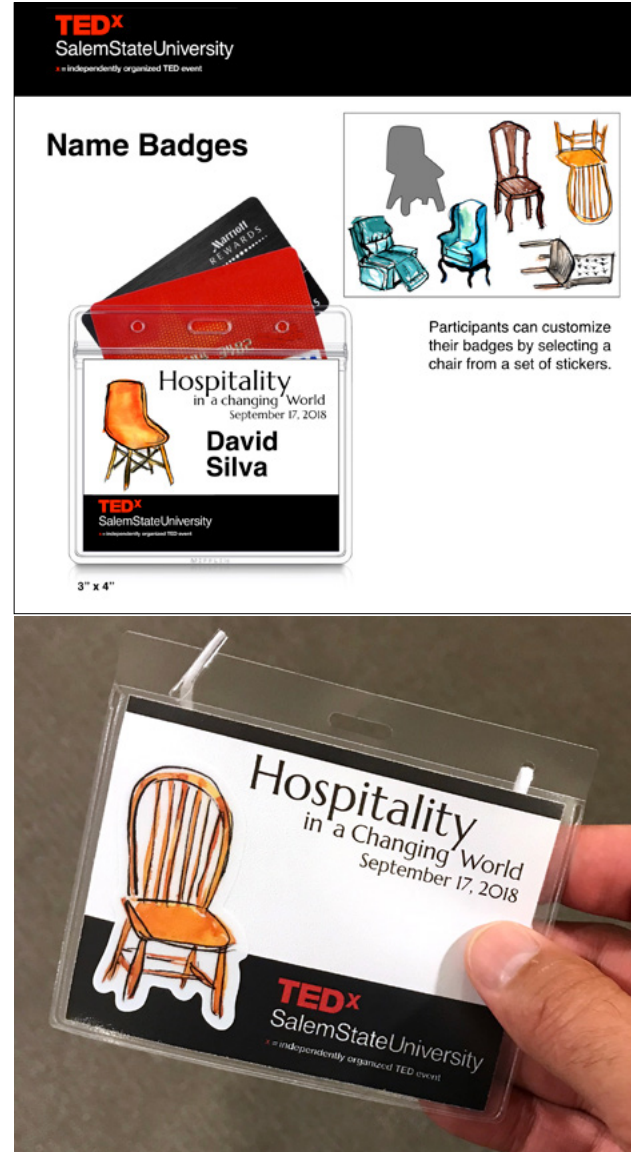 TEDx
SalemStateUniversity
x = independently organized TED event
Name Badges
Marriott
REWARDS
Participants can customize
their badges by selecting a
chair from a set of stickers.
Hospitality
in a changing World
September 17, 2018
David
Silva
TEDx
SalemStateUniversity
x = independently organized TED event
3" x 4"
Hospitality
in a Changing World
September 17, 2018
TEDx
SalemStateUniversity
x = independently organized TED event